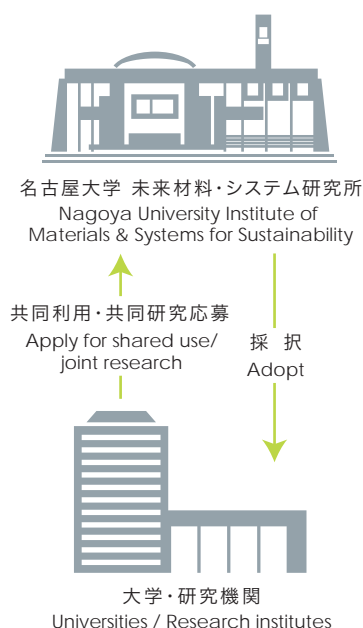 名古屋大学 未来材料・システム研究所
Nagoya University Institute of
Materials & Systems for Sustainability
共同利用・共同研究応募
Apply for shared use/
joint research
採 択
Adopt
大学・研究機関
Universities / Research institutes